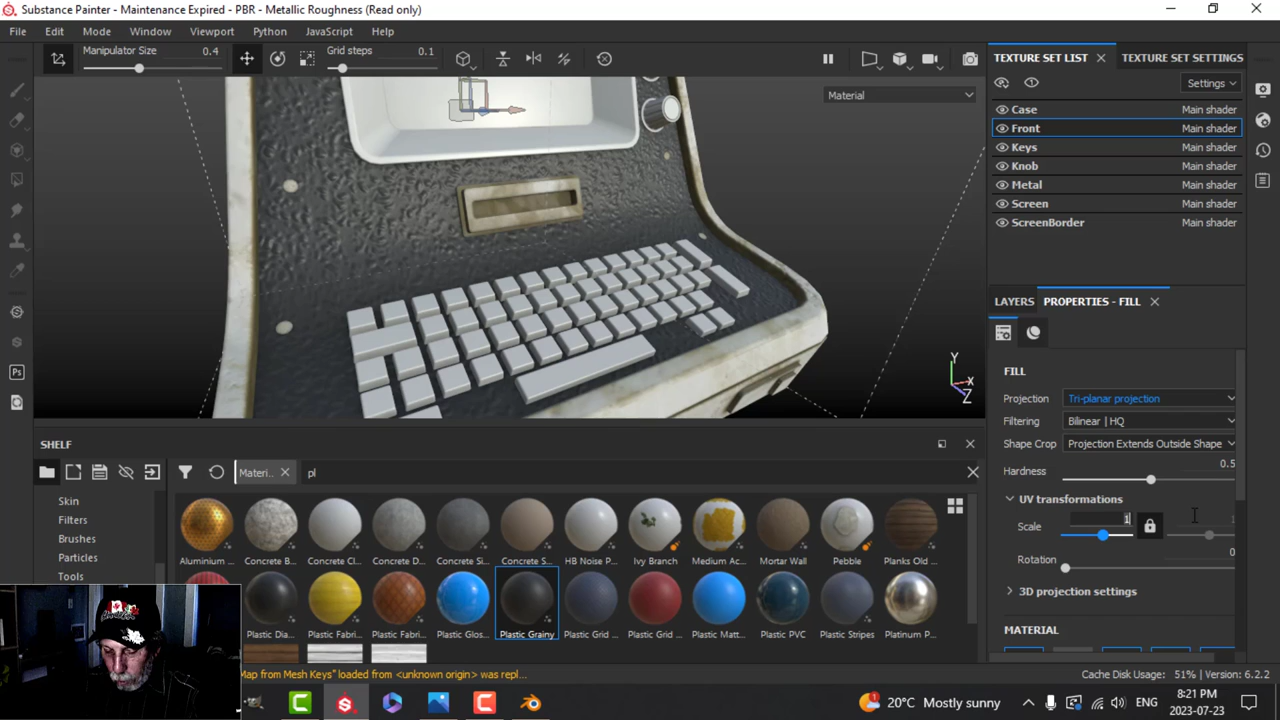 Substance Painter - Maintenance Expired - PBR - Metallic Roughness (Read only)
File Edit Mode Window Viewport Python JavaScript Help
Manipulator Size 0.4 Grid steps 0.1
Material
TEXTURE SET LIST TEXTURE SET SETTINGS
Settings
Case Main shader
Front Main shader
Keys Main shader
Knob Main shader
Metal Main shader
Screen Main shader
ScreenBorder Main shader
LAYERS PROPERTIES - FILL
FILL
Projection Tri-planar projection
Filtering Bilinear | HQ
Shape Crop Projection Extends Outside Shape
Hardness 0.5
UV transformations
Scale 1
Rotation 0
3D projection settings
MATERIAL
Y
X
Z
SHELF
Materi.. pl
Skin
Filters
Brushes
Particles
Tools
Aluminium ... Concrete B... Concrete Cl... Concrete D... Concrete Si... Concrete S... HB Noise P... Ivy Branch Medium Ac... Mortar Wall Pebble Planks Old ...
Plastic Dia... Plastic Fabri... Plastic Fabri... Plastic Glos... Plastic Grainy Plastic Grid ... Plastic Grid ... Plastic Matt... Plastic PVC Plastic Stripes Platinum P...
Map from Mesh Keys" loaded from <unknown origin> was repl...
Cache Disk Usage: 51% | Version: 6.2.2
Ps
20°C Mostly sunny
ENG
8:21 PM
2023-07-23